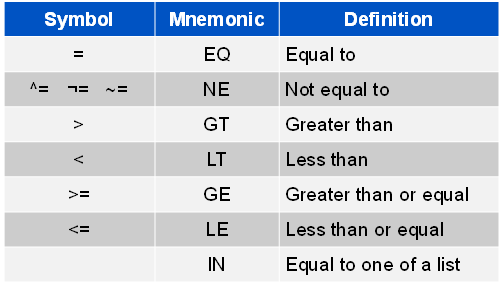 Symbol Mnemonic Definition
= EQ Equal to
^= ¬= ~= NE Not equal to
> GT Greater than
< LT Less than
>= GE Greater than or equal
<= LE Less than or equal
IN Equal to one of a list